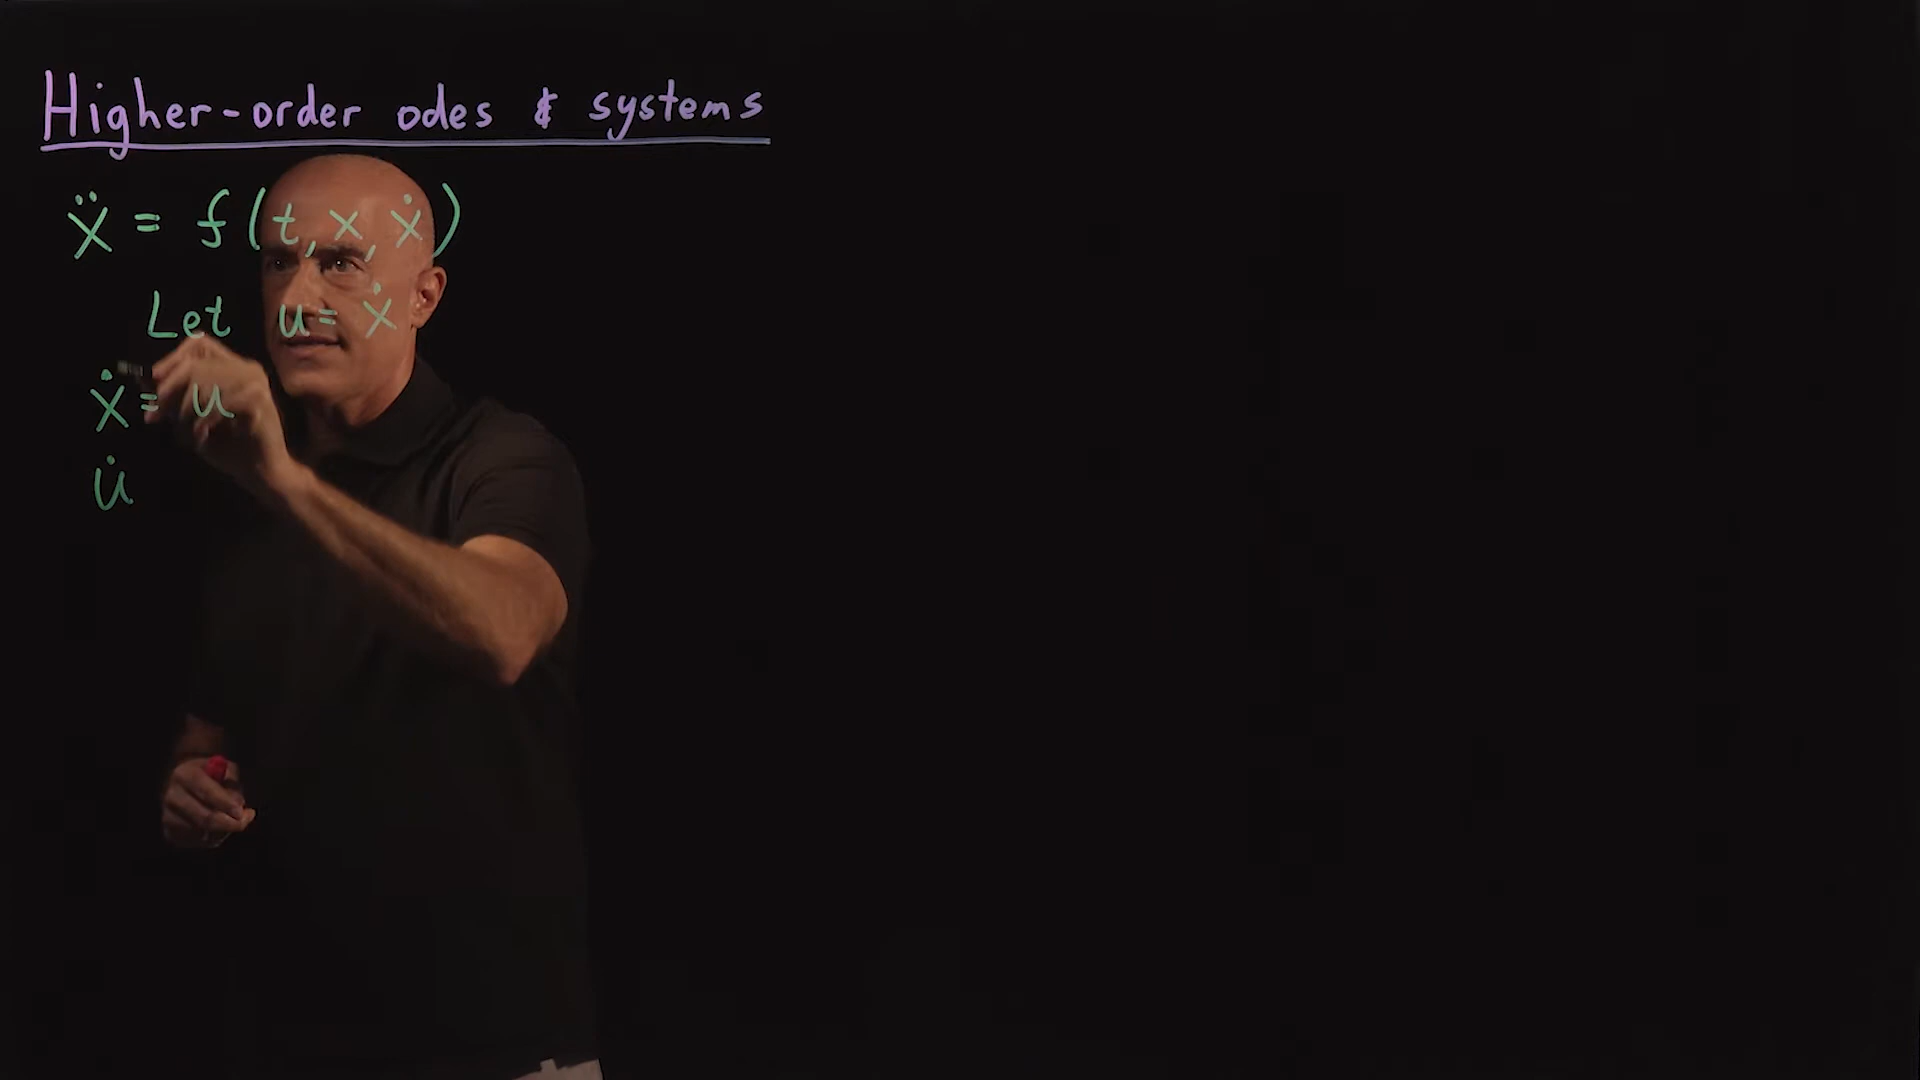 Higher-order odes & systems
ẍ = f(t, x, ẋ)
Let u = ẋ
ẋ = u
u̇